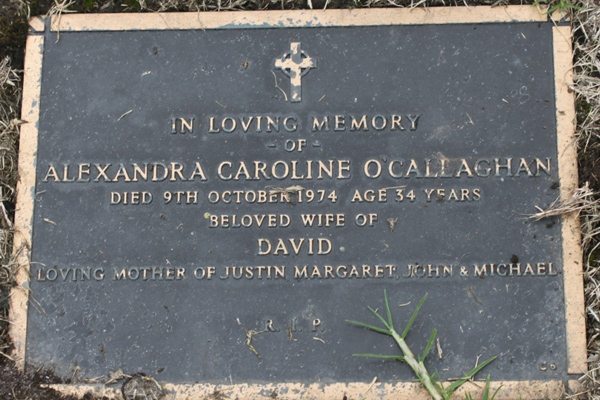 IN LOVING MEMORY
- OF -
ALEXANDRA CAROLINE O'CALLAGHAN
DIED 9TH OCTOBER 1974 AGE 34 YEARS
BELOVED WIFE OF
DAVID
LOVING MOTHER OF JUSTIN MARGARET, JOHN & MICHAEL
R.I.P.